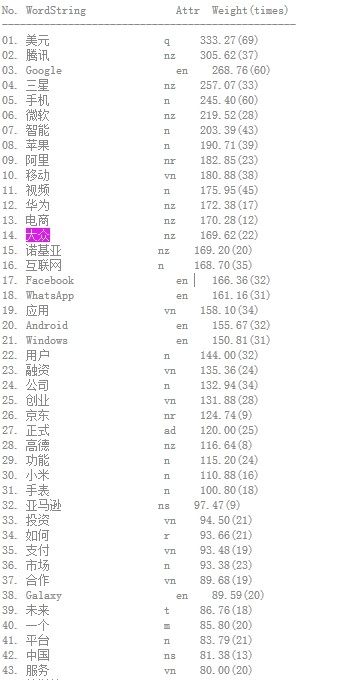 No. WordString Attr Weight(times)
--------------------------------------------------
01. 美元 q 333.27(69)
02. 腾讯 nz 305.62(37)
03. Google en 268.76(60)
04. 三星 nz 257.07(33)
05. 手机 n 245.40(60)
06. 微软 nz 219.52(28)
07. 智能 n 203.39(43)
08. 苹果 n 190.71(39)
09. 阿里 nr 182.85(23)
10. 移动 vn 180.88(38)
11. 视频 n 175.95(45)
12. 华为 nz 172.38(17)
13. 电商 nz 170.28(12)
14. 大众 nz 169.62(22)
15. 诺基亚 nz 169.20(20)
16. 互联网 n 168.70(35)
17. Facebook en 166.36(32)
18. WhatsApp en 161.16(31)
19. 应用 vn 158.10(34)
20. Android en 155.67(32)
21. Windows en 150.81(31)
22. 用户 n 144.00(32)
23. 融资 vn 135.36(24)
24. 公司 n 132.94(34)
25. 创业 vn 131.88(28)
26. 京东 nr 124.74(9)
27. 正式 ad 120.00(25)
28. 高德 nz 116.64(8)
29. 功能 n 115.20(24)
30. 小米 n 110.88(16)
31. 手表 n 100.80(18)
32. 亚马逊 ns 97.47(9)
33. 投资 vn 94.50(21)
34. 如何 r 93.66(21)
35. 支付 vn 93.48(19)
36. 市场 n 93.38(23)
37. 合作 vn 89.68(19)
38. Galaxy en 89.59(20)
39. 未来 t 86.76(18)
40. 一个 m 85.80(20)
41. 平台 n 83.79(21)
42. 中国 ns 81.38(13)
43. 服务 vn 80.00(20)